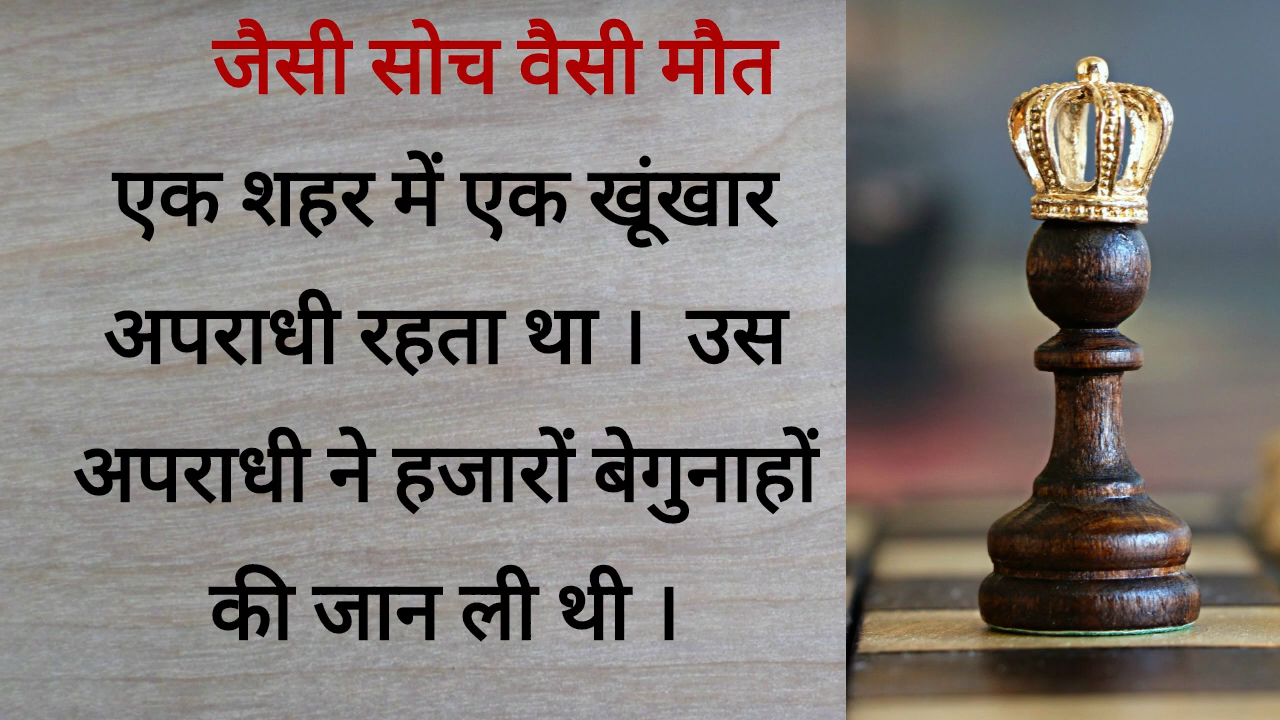 जैसी सोच वैसी मौत
एक शहर में एक खूंखार
अपराधी रहता था । उस
अपराधी ने हजारों बेगुनाहों
की जान ली थी ।